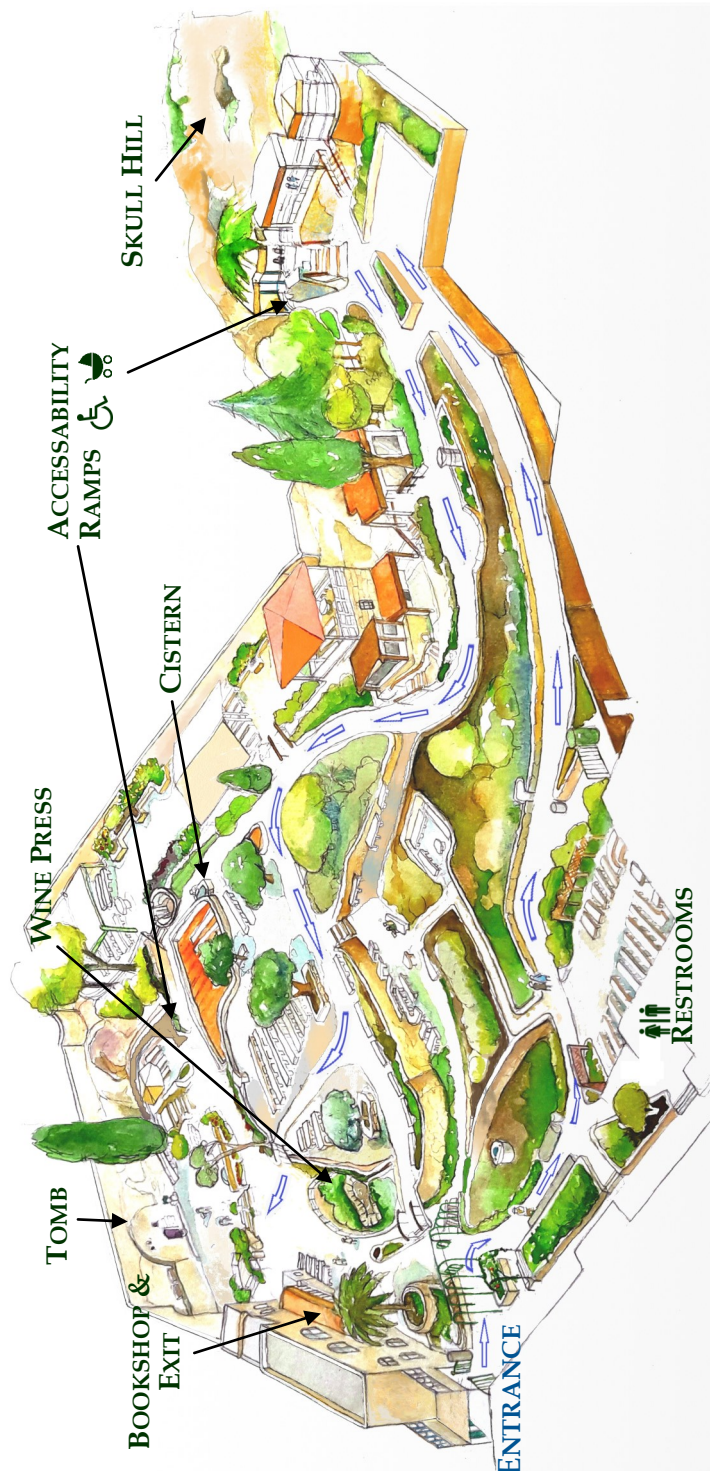 SKULL HILL
ACCESSABILITY
RAMPS
CISTERN
WINE PRESS
TOMB
BOOKSHOP &
EXIT
ENTRANCE
RESTROOMS